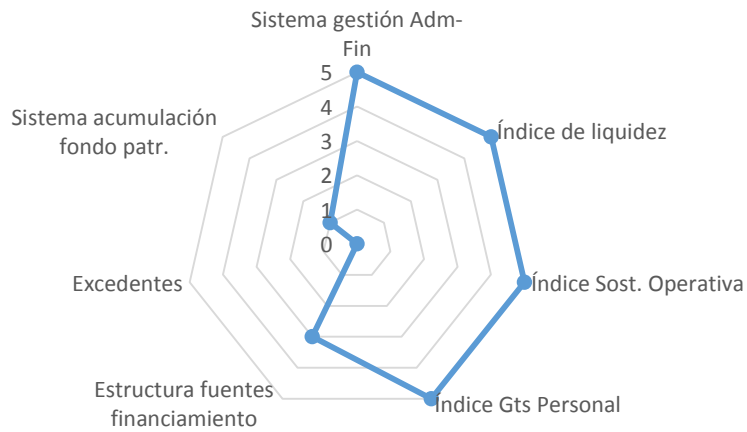 Sistema gestión Adm-
Fin
5
4
3
2
1
0
Índice de liquidez
Índice Sost. Operativa
Índice Gts Personal
Estructura fuentes
financiamiento
Excedentes
Sistema acumulación
fondo patr.